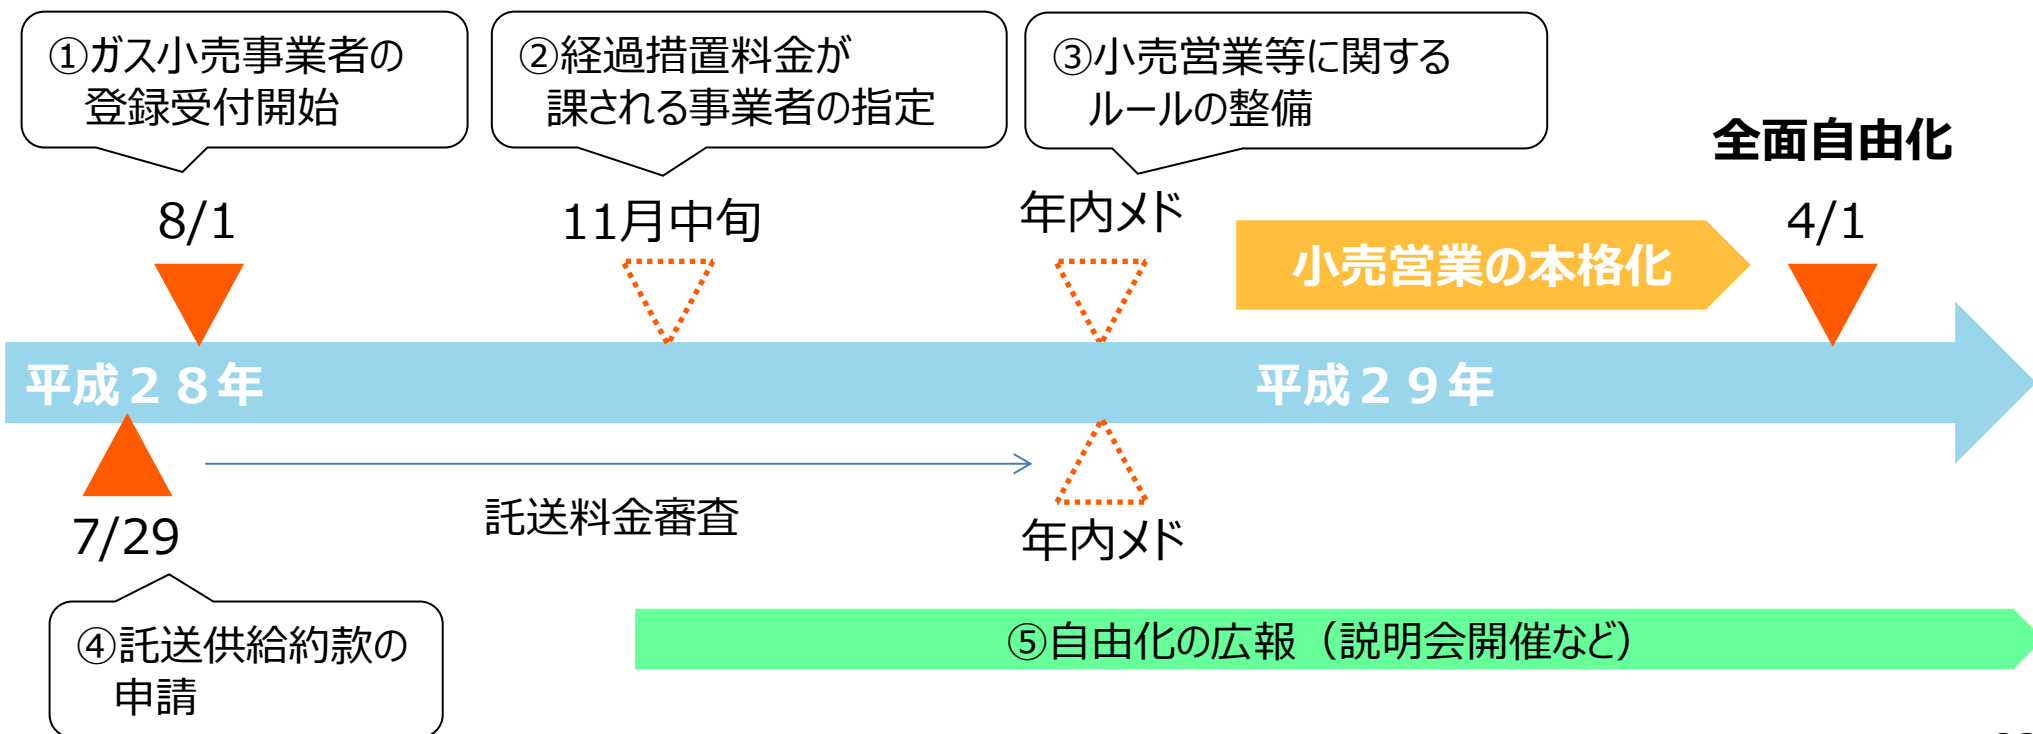 ①ガス小売事業者の
登録受付開始
②経過措置料金が
課される事業者の指定
③小売営業等に関する
ルールの整備
全面自由化
8/1
11月中旬
年内メド
4/1
小売営業の本格化
平成２８年
平成２９年
7/29
託送料金審査
年内メド
④託送供給約款の
申請
⑤自由化の広報（説明会開催など）